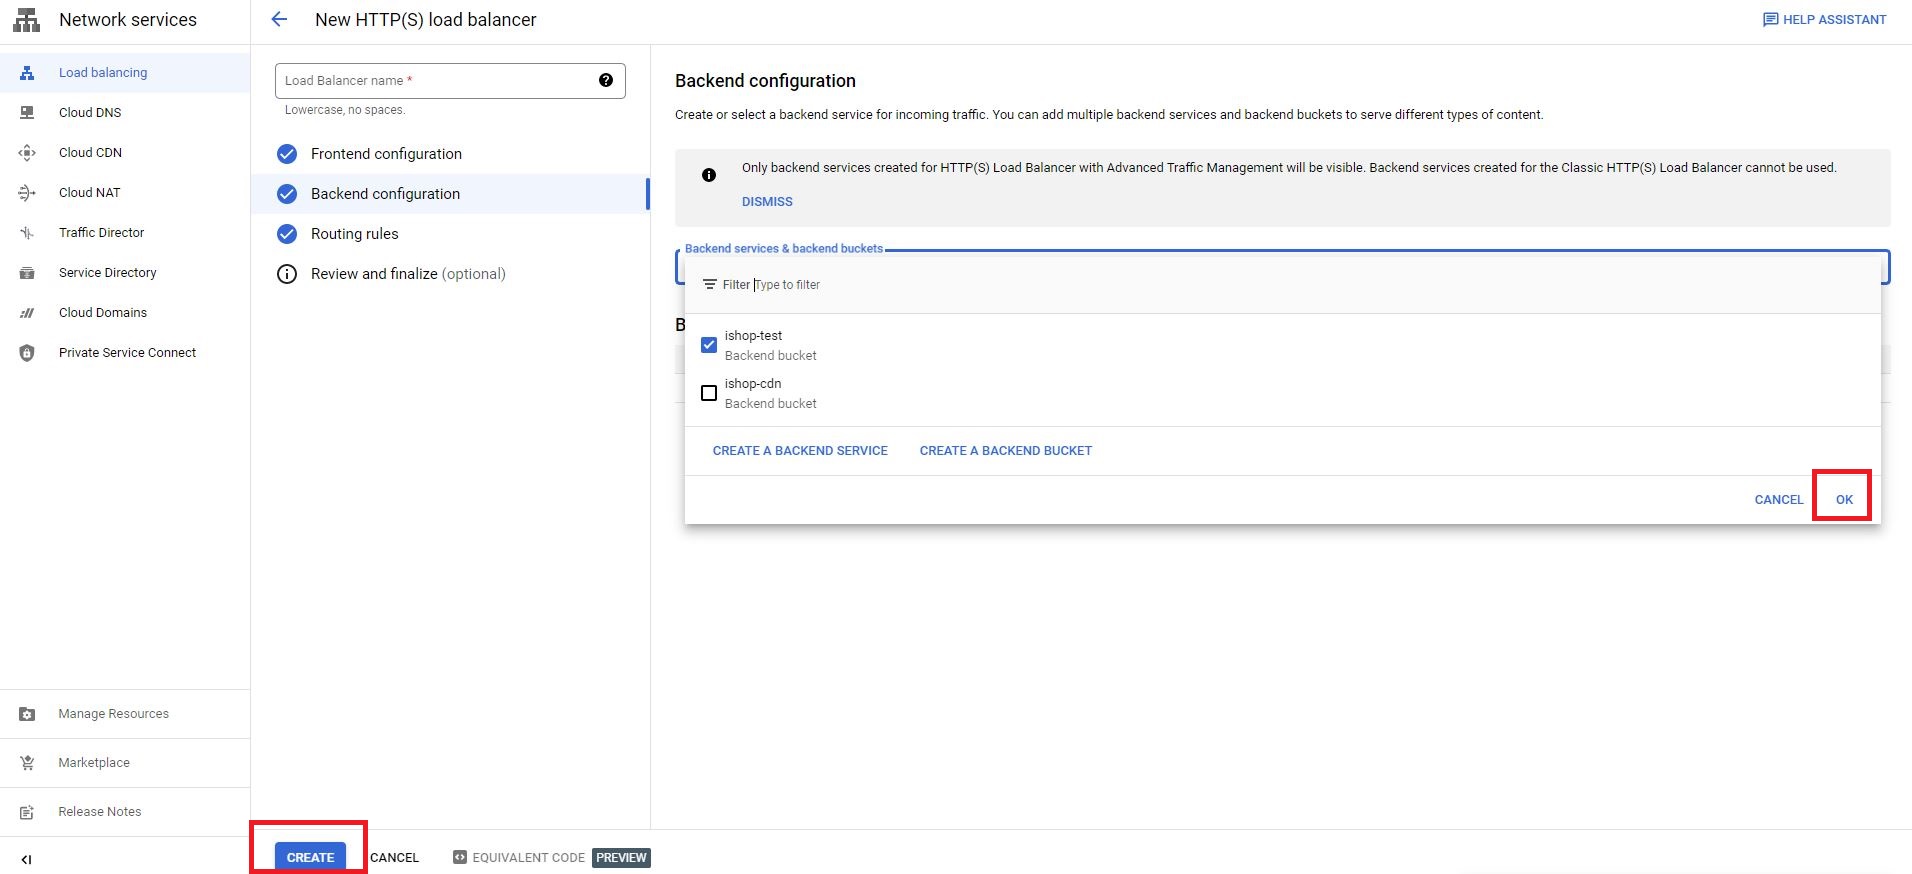 Network services
New HTTP(S) load balancer
HELP ASSISTANT
Load balancing
Cloud DNS
Cloud CDN
Cloud NAT
Traffic Director
Service Directory
Cloud Domains
Private Service Connect
Manage Resources
Marketplace
Release Notes
Load Balancer name *
Lowercase, no spaces.
Frontend configuration
Backend configuration
Routing rules
Review and finalize (optional)
Backend configuration
Create or select a backend service for incoming traffic. You can add multiple backend services and backend buckets to serve different types of content.
Only backend services created for HTTP(S) Load Balancer with Advanced Traffic Management will be visible. Backend services created for the Classic HTTP(S) Load Balancer cannot be used.
DISMISS
Backend services & backend buckets
Filter Type to filter
B
ishop-test
Backend bucket
ishop-cdn
Backend bucket
CREATE A BACKEND SERVICE CREATE A BACKEND BUCKET
CANCEL OK
CREATE CANCEL EQUIVALENT CODE PREVIEW